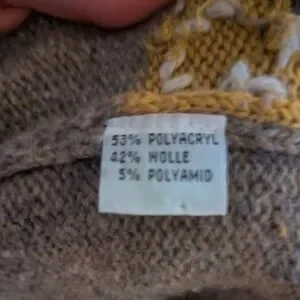 53% POLYACRYL
42% WOLLE
5% POLYAMID